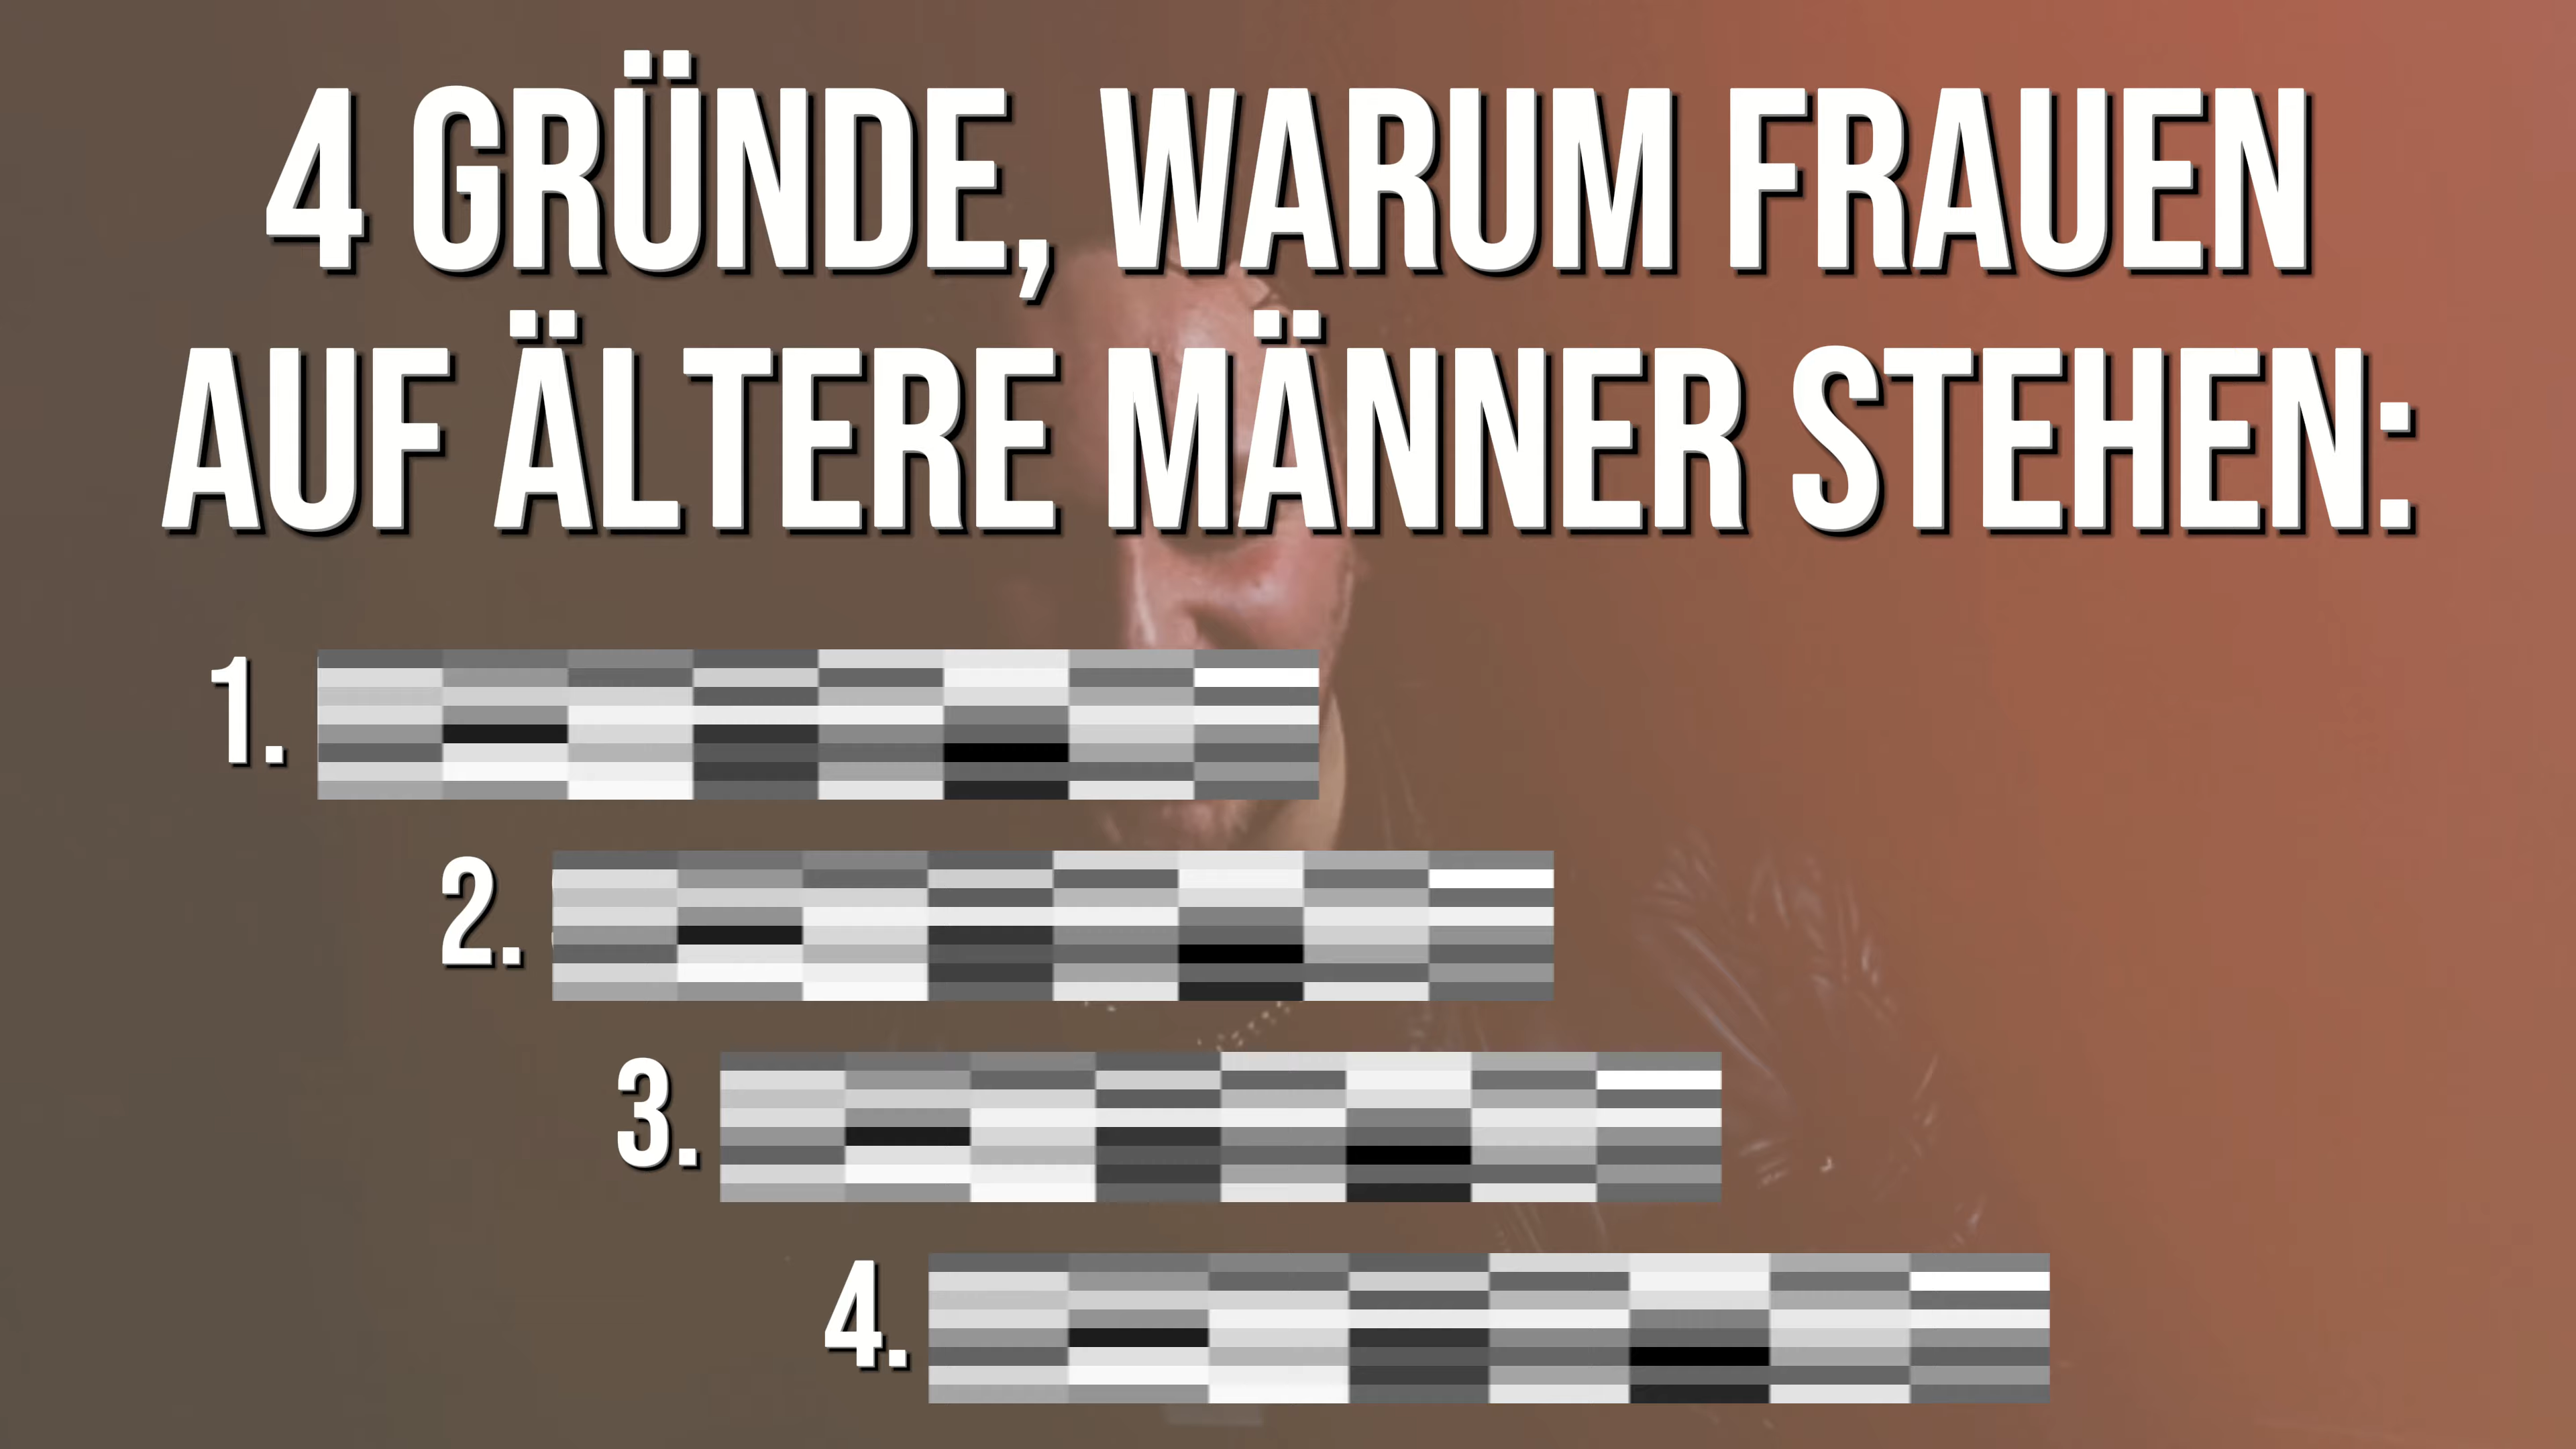 4 GRÜNDE, WARUM FRAUEN
AUF ÄLTERE MÄNNER STEHEN:
1.
2.
3.
4.